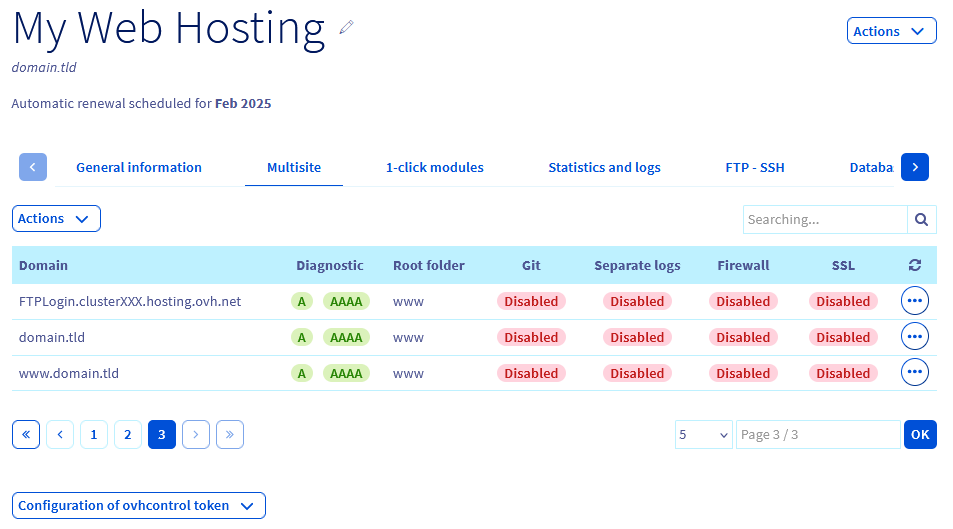 My Web Hosting
Actions
domain.tld
Automatic renewal scheduled for Feb 2025
General information Multisite 1-click modules Statistics and logs FTP - SSH Databa
Actions
Searching...
Domain Diagnostic Root folder Git Separate logs Firewall SSL
FTPLogin.clusterXXX.hosting.ovh.net A AAAA www Disabled Disabled Disabled Disabled
domain.tld A AAAA www Disabled Disabled Disabled Disabled
www.domain.tld A AAAA www Disabled Disabled Disabled Disabled
« ‹ 1 2 3 › » 5 Page 3 / 3 OK
Configuration of ovhcontrol token